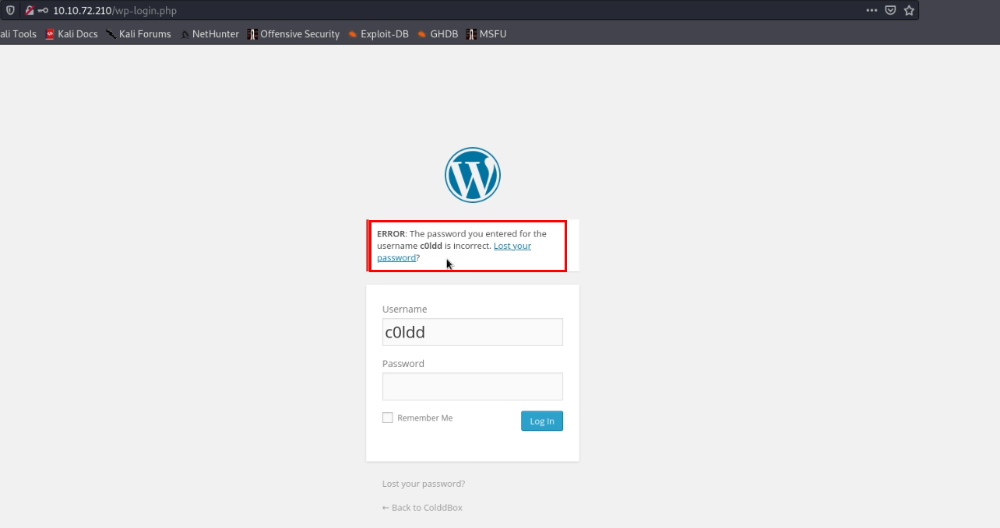 10.10.72.210/wp-login.php
ali Tools Kali Docs Kali Forums NetHunter Offensive Security Exploit-DB GHDB MSFU
ERROR: The password you entered for the
username c0ldd is incorrect. Lost your
password?
Username
c0ldd
Password
Remember Me Log In
Lost your password?
← Back to ColddBox